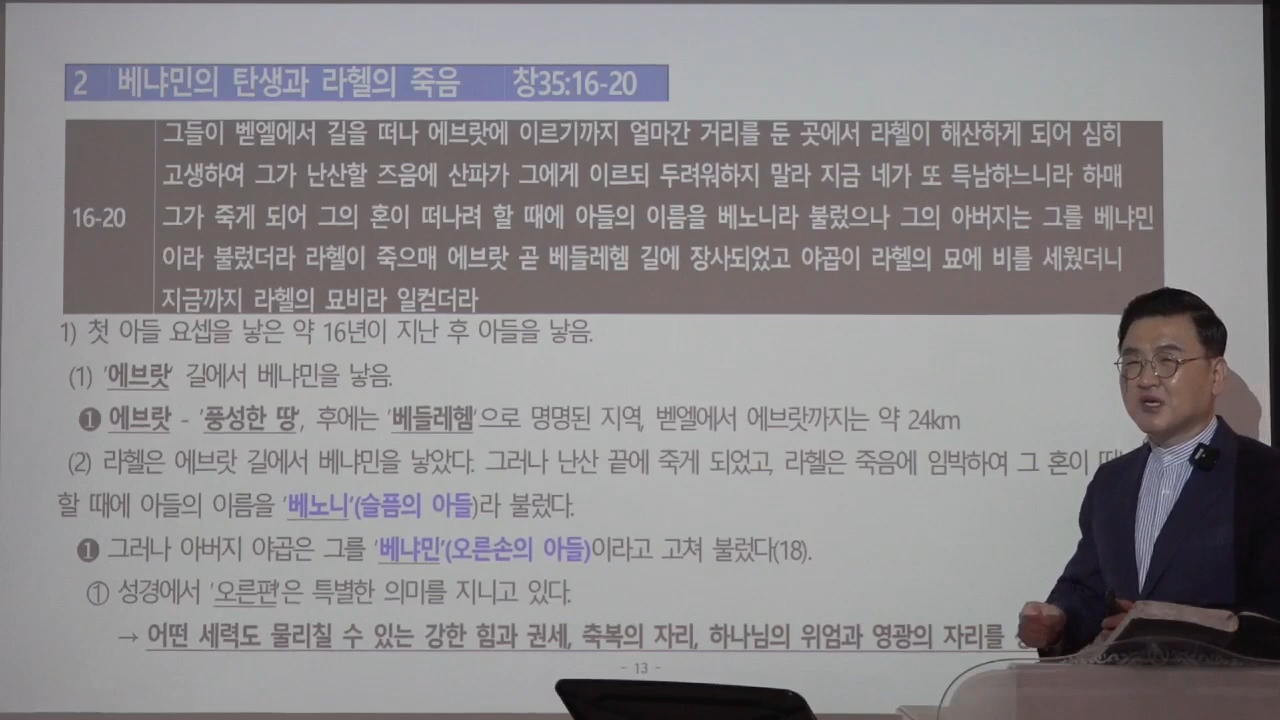 2 베냐민의 탄생과 라헬의 죽음 창35:16-20
그들이 벧엘에서 길을 떠나 에브랏에 이르기까지 얼마간 거리를 둔 곳에서 라헬이 해산하게 되어 심히
고생하여 그가 난산할 즈음에 산파가 그에게 이르되 두려워하지 말라 지금 네가 또 득남하느니라 하매
16-20 그가 죽게 되어 그의 혼이 떠나려 할 때에 아들의 이름을 베노니라 불렀으나 그의 아버지는 그를 베냐민
이라 불렀더라 라헬이 죽으매 에브랏 곧 베들레헴 길에 장사되었고 야곱이 라헬의 묘에 비를 세웠더니
지금까지 라헬의 묘비라 일컫더라
1) 첫 아들 요셉을 낳은 약 16년이 지난 후 아들을 낳음.
(1) '에브랏' 길에서 베냐민을 낳음.
❶ 에브랏 - '풍성한 땅', 후에는 '베들레헴'으로 명명된 지역, 벧엘에서 에브랏까지는 약 24km
(2) 라헬은 에브랏 길에서 베냐민을 낳았다. 그러나 난산 끝에 죽게 되었고, 라헬은 죽음에 임박하여 그 혼이
할 때에 아들의 이름을 '베노니'(슬픔의 아들)라 불렀다.
❶ 그러나 아버지 야곱은 그를 '베냐민'(오른손의 아들)이라고 고쳐 불렀다(18).
① 성경에서 '오른편'은 특별한 의미를 지니고 있다.
→ 어떤 세력도 물리칠 수 있는 강한 힘과 권세, 축복의 자리, 하나님의 위엄과 영광의 자리를
- 13 -